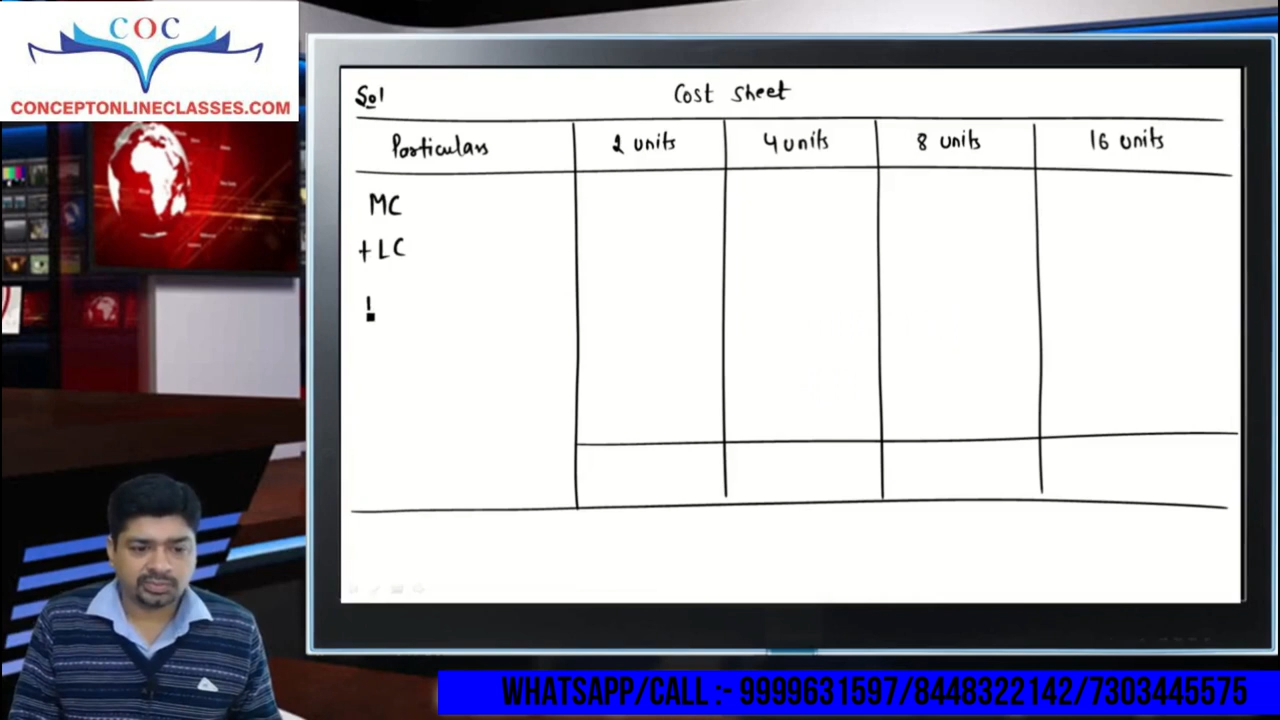 COC
CONCEPTONLINECLASSES.COM
Sol
Cost Sheet
Particulars 2 units 4 units 8 units 16 units
MC
+ LC
WHATSAPP/CALL :- 9999631597/8448322142/7303445575